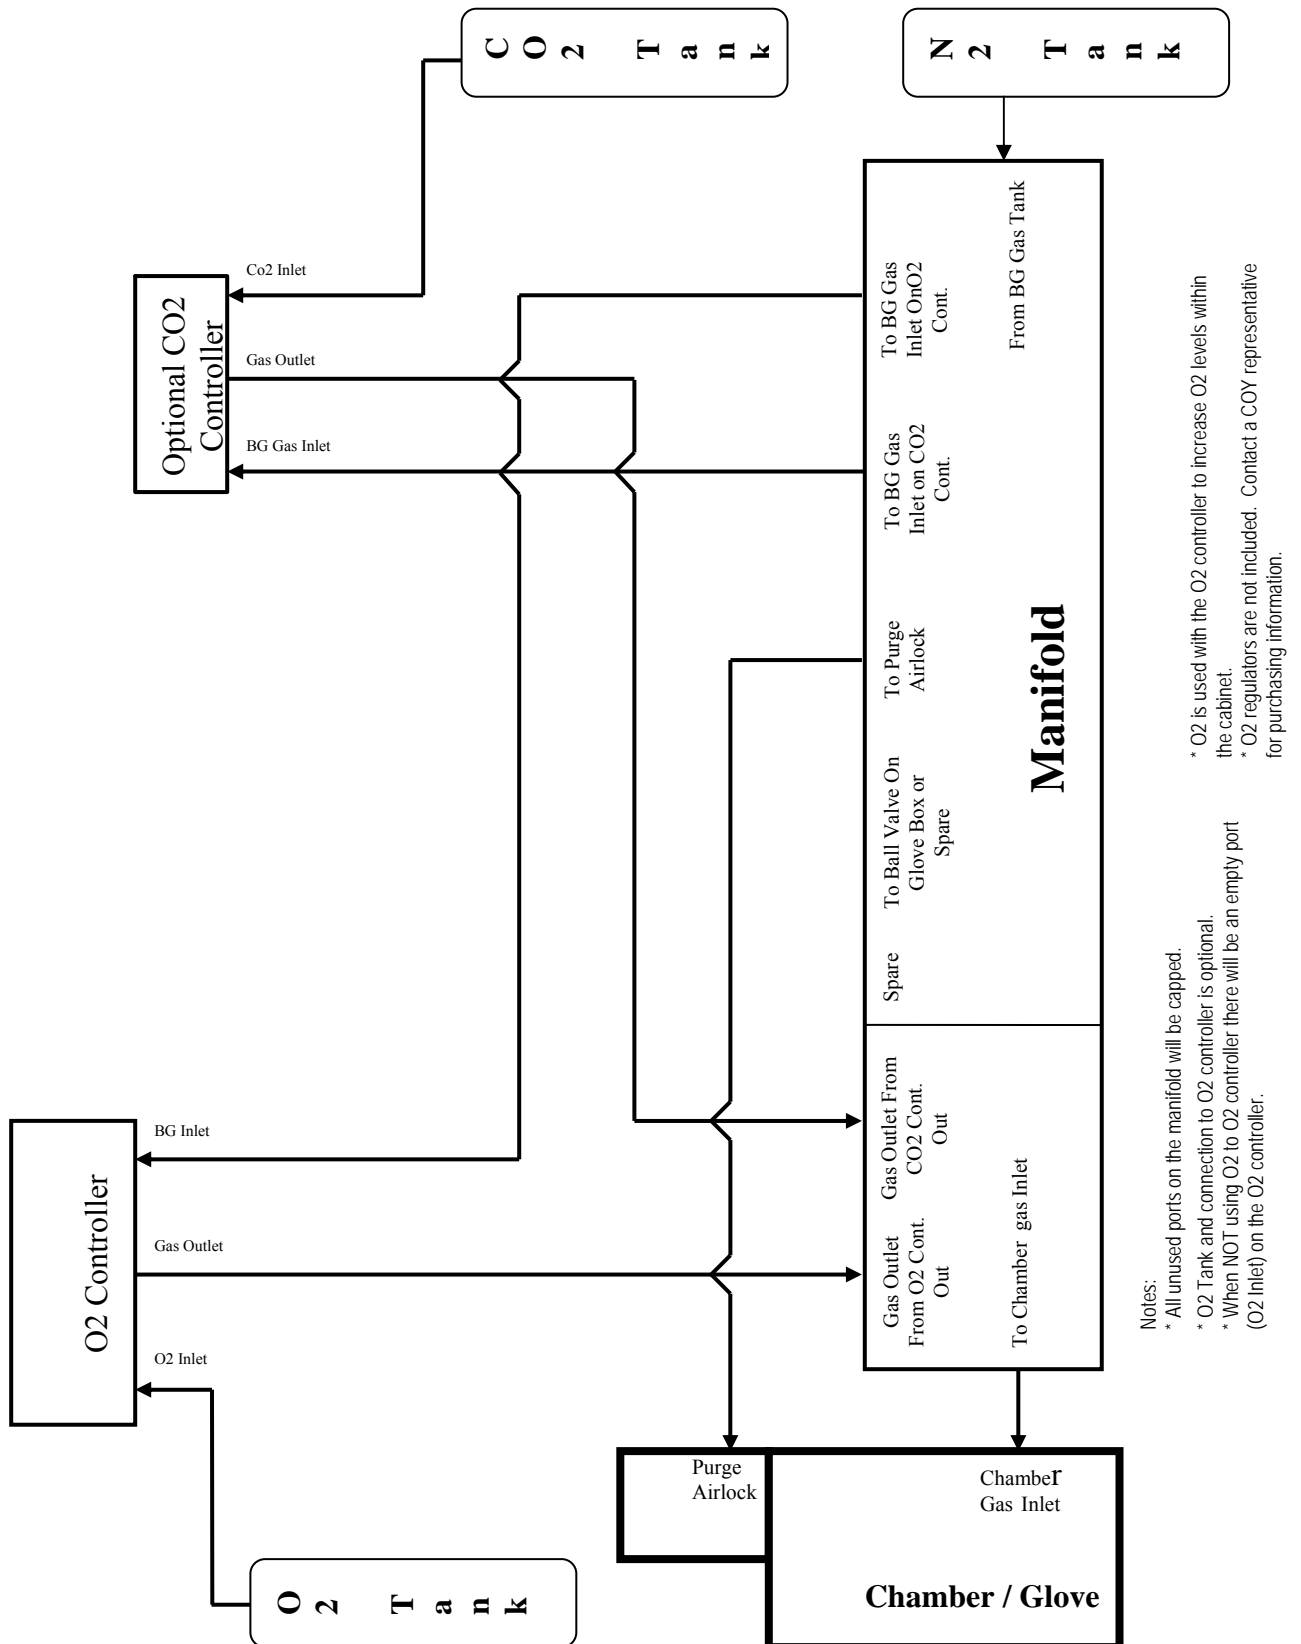 CO2 Tank
N2 Tank
Co2 Inlet
Optional CO2
Controller
Gas Outlet
BG Gas Inlet
From BG Gas Tank
To BG Gas
Inlet OnO2
Cont.
To BG Gas
Inlet on CO2
Cont.
To Purge
Airlock
To Ball Valve On
Glove Box or
Spare
Spare
Manifold
Gas Outlet From
CO2 Cont.
Out
Gas Outlet
From O2 Cont.
Out
To Chamber gas Inlet
BG Inlet
O2 Controller
Gas Outlet
O2 Inlet
O2 Tank
Purge
Airlock
Chamber
Gas Inlet
Chamber / Glove
Notes:
* All unused ports on the manifold will be capped.
* O2 Tank and connection to O2 controller is optional.
* When NOT using O2 to O2 controller there will be an empty port
(O2 Inlet) on the O2 controller.
* O2 is used with the O2 controller to increase O2 levels within
the cabinet.
* O2 regulators are not included. Contact a COY representative
for purchasing information.